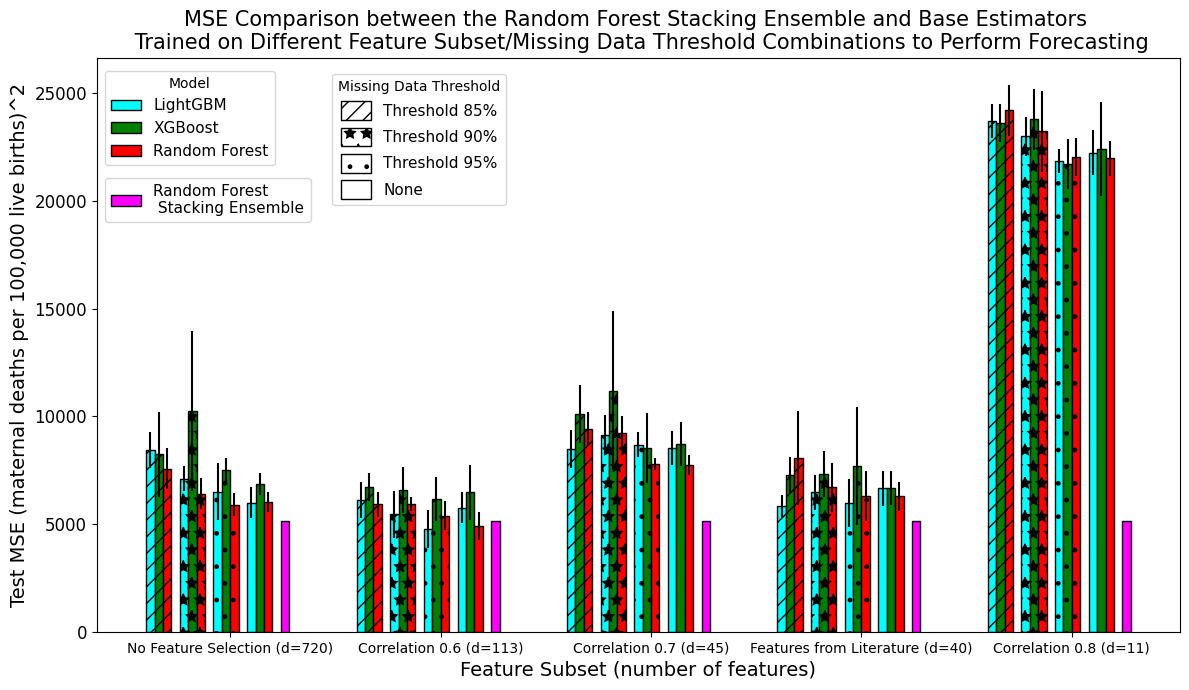 MSE Comparison between the Random Forest Stacking Ensemble and Base Estimators
Trained on Different Feature Subset/Missing Data Threshold Combinations to Perform Forecasting
Test MSE (maternal deaths per 100,000 live births)^2
25000
20000
15000
10000
5000
0
Model
LightGBM
XGBoost
Random Forest
Random Forest
Stacking Ensemble
Missing Data Threshold
Threshold 85%
Threshold 90%
Threshold 95%
None
No Feature Selection (d=720)
Correlation 0.6 (d=113)
Correlation 0.7 (d=45)
Features from Literature (d=40)
Correlation 0.8 (d=11)
Feature Subset (number of features)